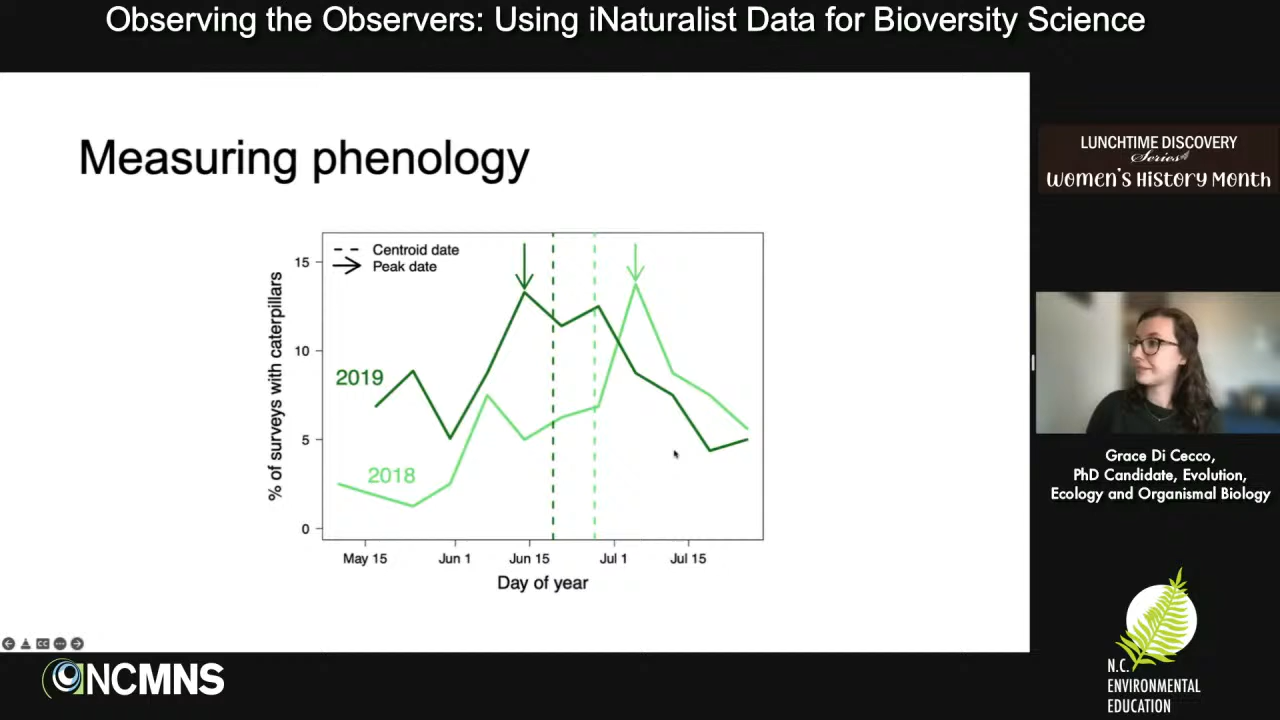 Observing the Observers: Using iNaturalist Data for Bioversity Science
Measuring phenology
Centroid date
Peak date
15
10
5
0
% of surveys with caterpillars
2019
2018
May 15
Jun 1
Jun 15
Jul 1
Jul 15
Day of year
LUNCHTIME DISCOVERY
Series
Women's History Month
Grace Di Cecco,
PhD Candidate, Evolution,
Ecology and Organismal Biology
CC
NCMNS
N.C.
ENVIRONMENTAL
EDUCATION